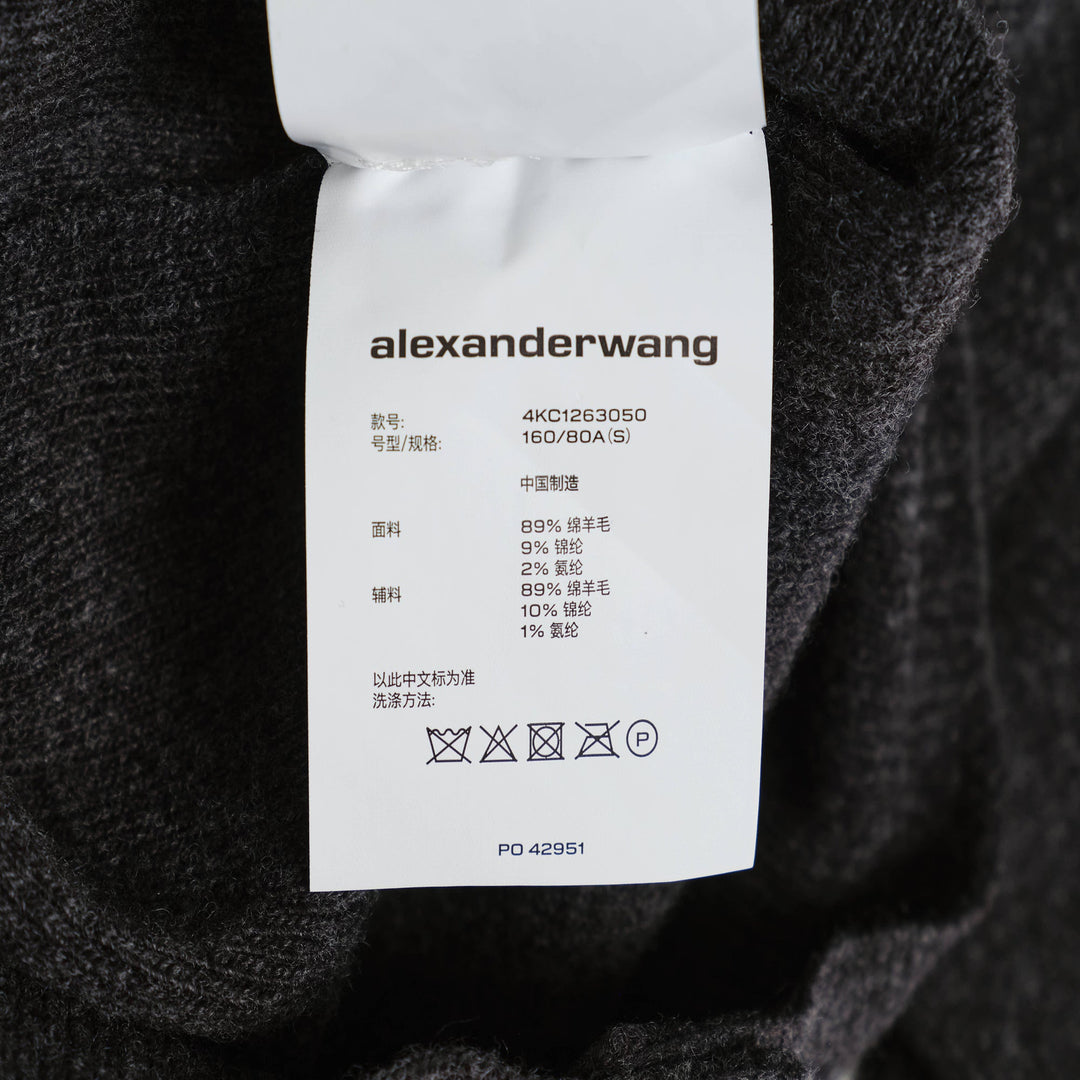 alexanderwang
款号: 4KC1263050
号型/规格: 160/80A(S)
中国制造
面料 89% 绵羊毛
9% 锦纶
2% 氨纶
辅料 89% 绵羊毛
10% 锦纶
1% 氨纶
以此中文标为准
洗涤方法:
P
PO 42951